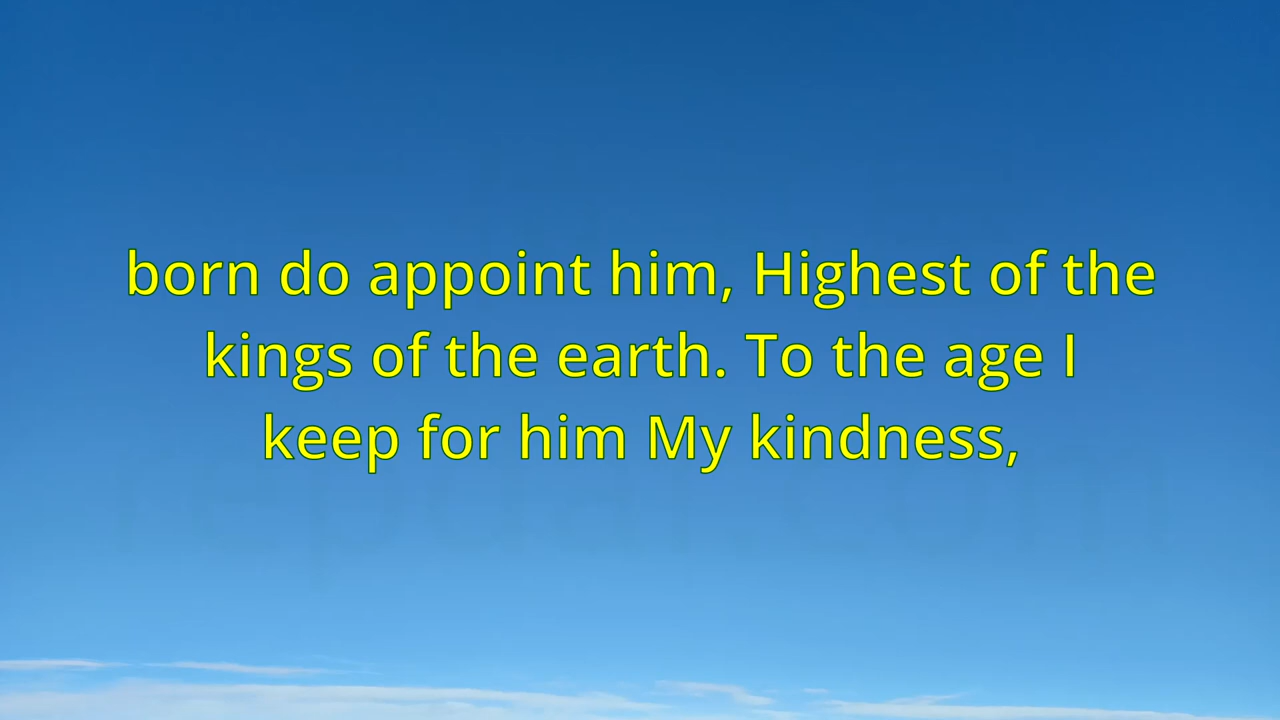 born do appoint him, Highest of the
kings of the earth. To the age I
keep for him My kindness,